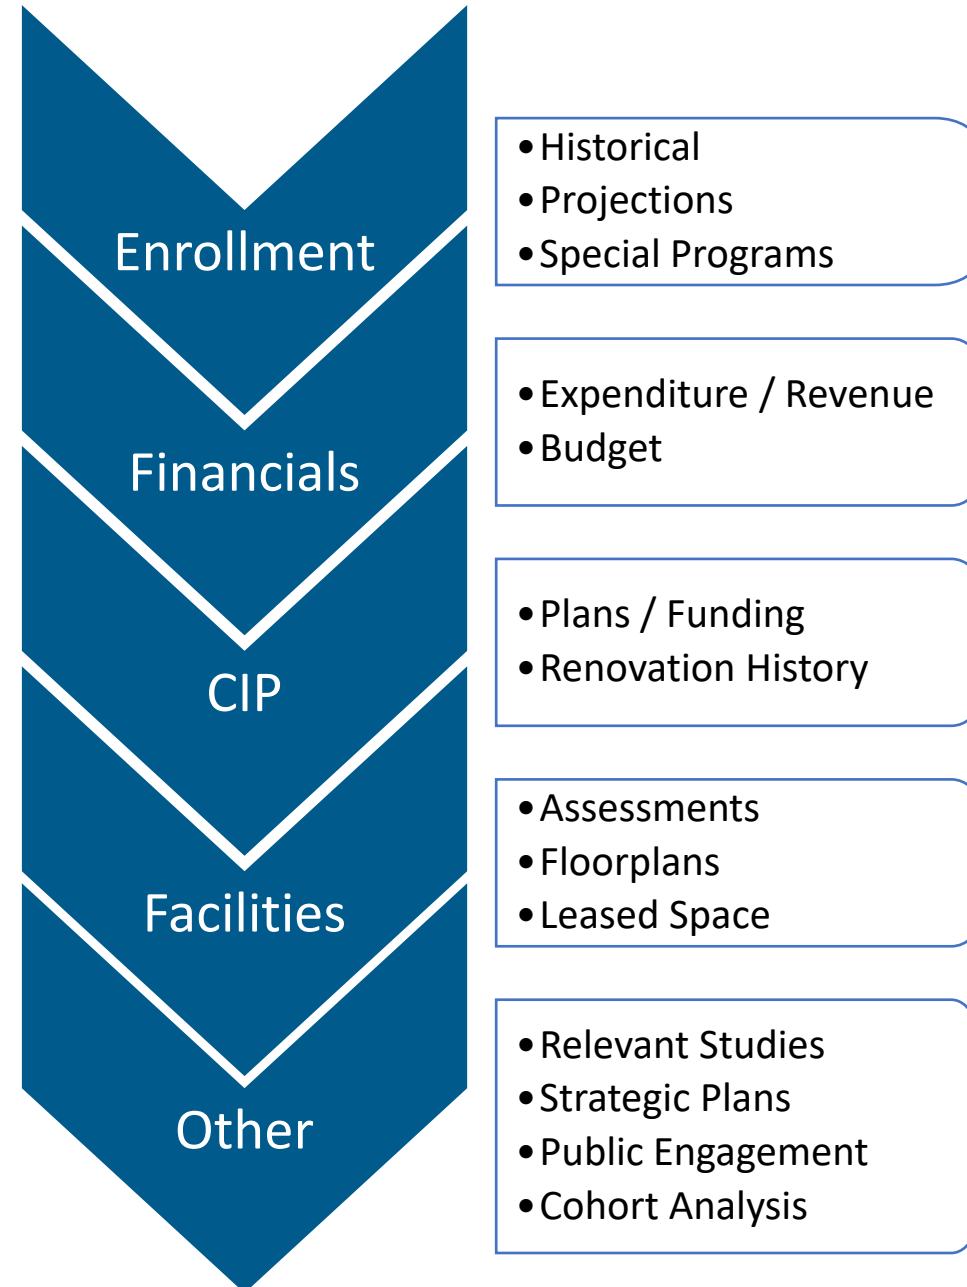 Enrollment
•Historical
•Projections
•Special Programs
Financials
•Expenditure / Revenue
•Budget
CIP
•Plans / Funding
•Renovation History
Facilities
•Assessments
•Floorplans
•Leased Space
Other
•Relevant Studies
•Strategic Plans
•Public Engagement
•Cohort Analysis